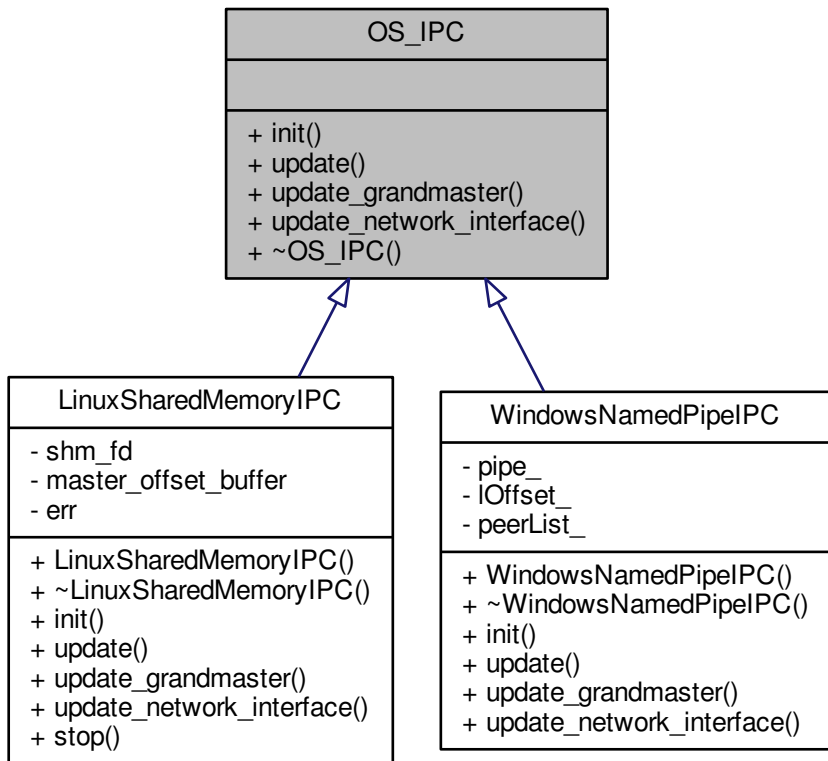 OS_IPC
+ init()
+ update()
+ update_grandmaster()
+ update_network_interface()
+ ~OS_IPC()
LinuxSharedMemoryIPC
- shm_fd
- master_offset_buffer
- err
+ LinuxSharedMemoryIPC()
+ ~LinuxSharedMemoryIPC()
+ init()
+ update()
+ update_grandmaster()
+ update_network_interface()
+ stop()
WindowsNamedPipeIPC
- pipe_
- lOffset_
- peerList_
+ WindowsNamedPipeIPC()
+ ~WindowsNamedPipeIPC()
+ init()
+ update()
+ update_grandmaster()
+ update_network_interface()